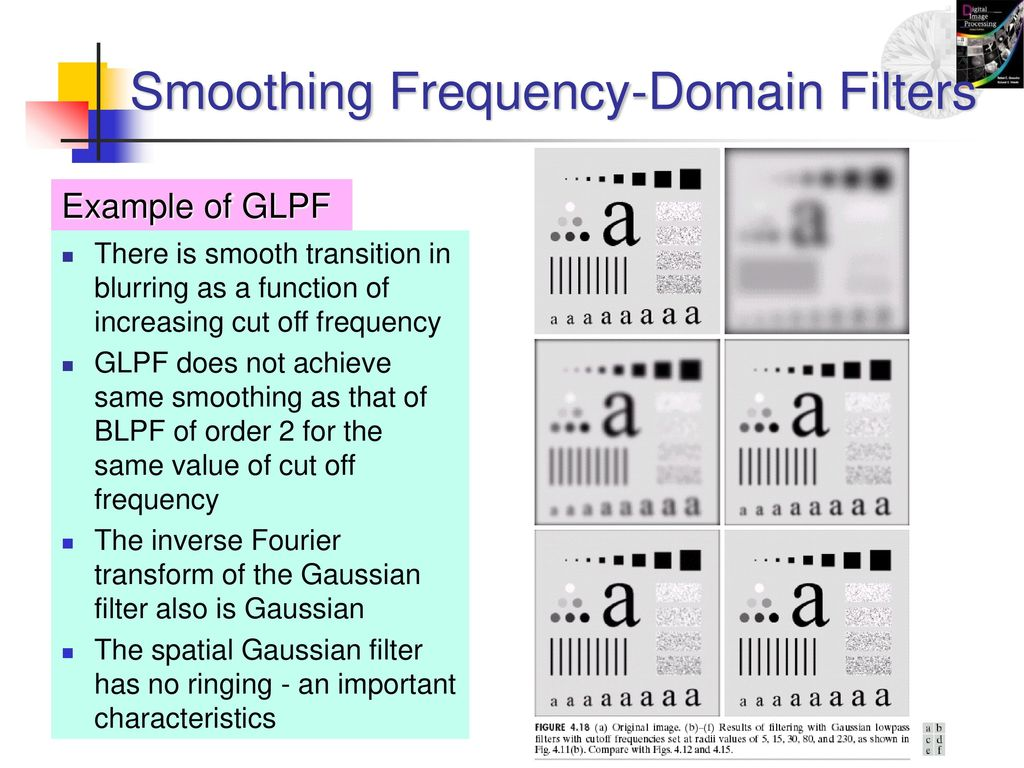 Digital
Image
Processing
Smoothing Frequency-Domain Filters
Example of GLPF
There is smooth transition in
blurring as a function of
increasing cut off frequency
GLPF does not achieve
same smoothing as that of
BLPF of order 2 for the
same value of cut off
frequency
The inverse Fourier
transform of the Gaussian
filter also is Gaussian
The spatial Gaussian filter
has no ringing - an important
characteristics
a
a a a a a a a a
a
a
a a a a a a a a
a
a a a a a a a a
a
a a a a a a a a
a
a a a a a a a a
FIGURE 4.18 (a) Original image. (b)–(f) Results of filtering with Gaussian lowpass
filters with cutoff frequencies set at radii values of 5, 15, 30, 80, and 230, as shown in
Fig. 4.11(b). Compare with Figs. 4.12 and 4.15.
a b
c d
e f